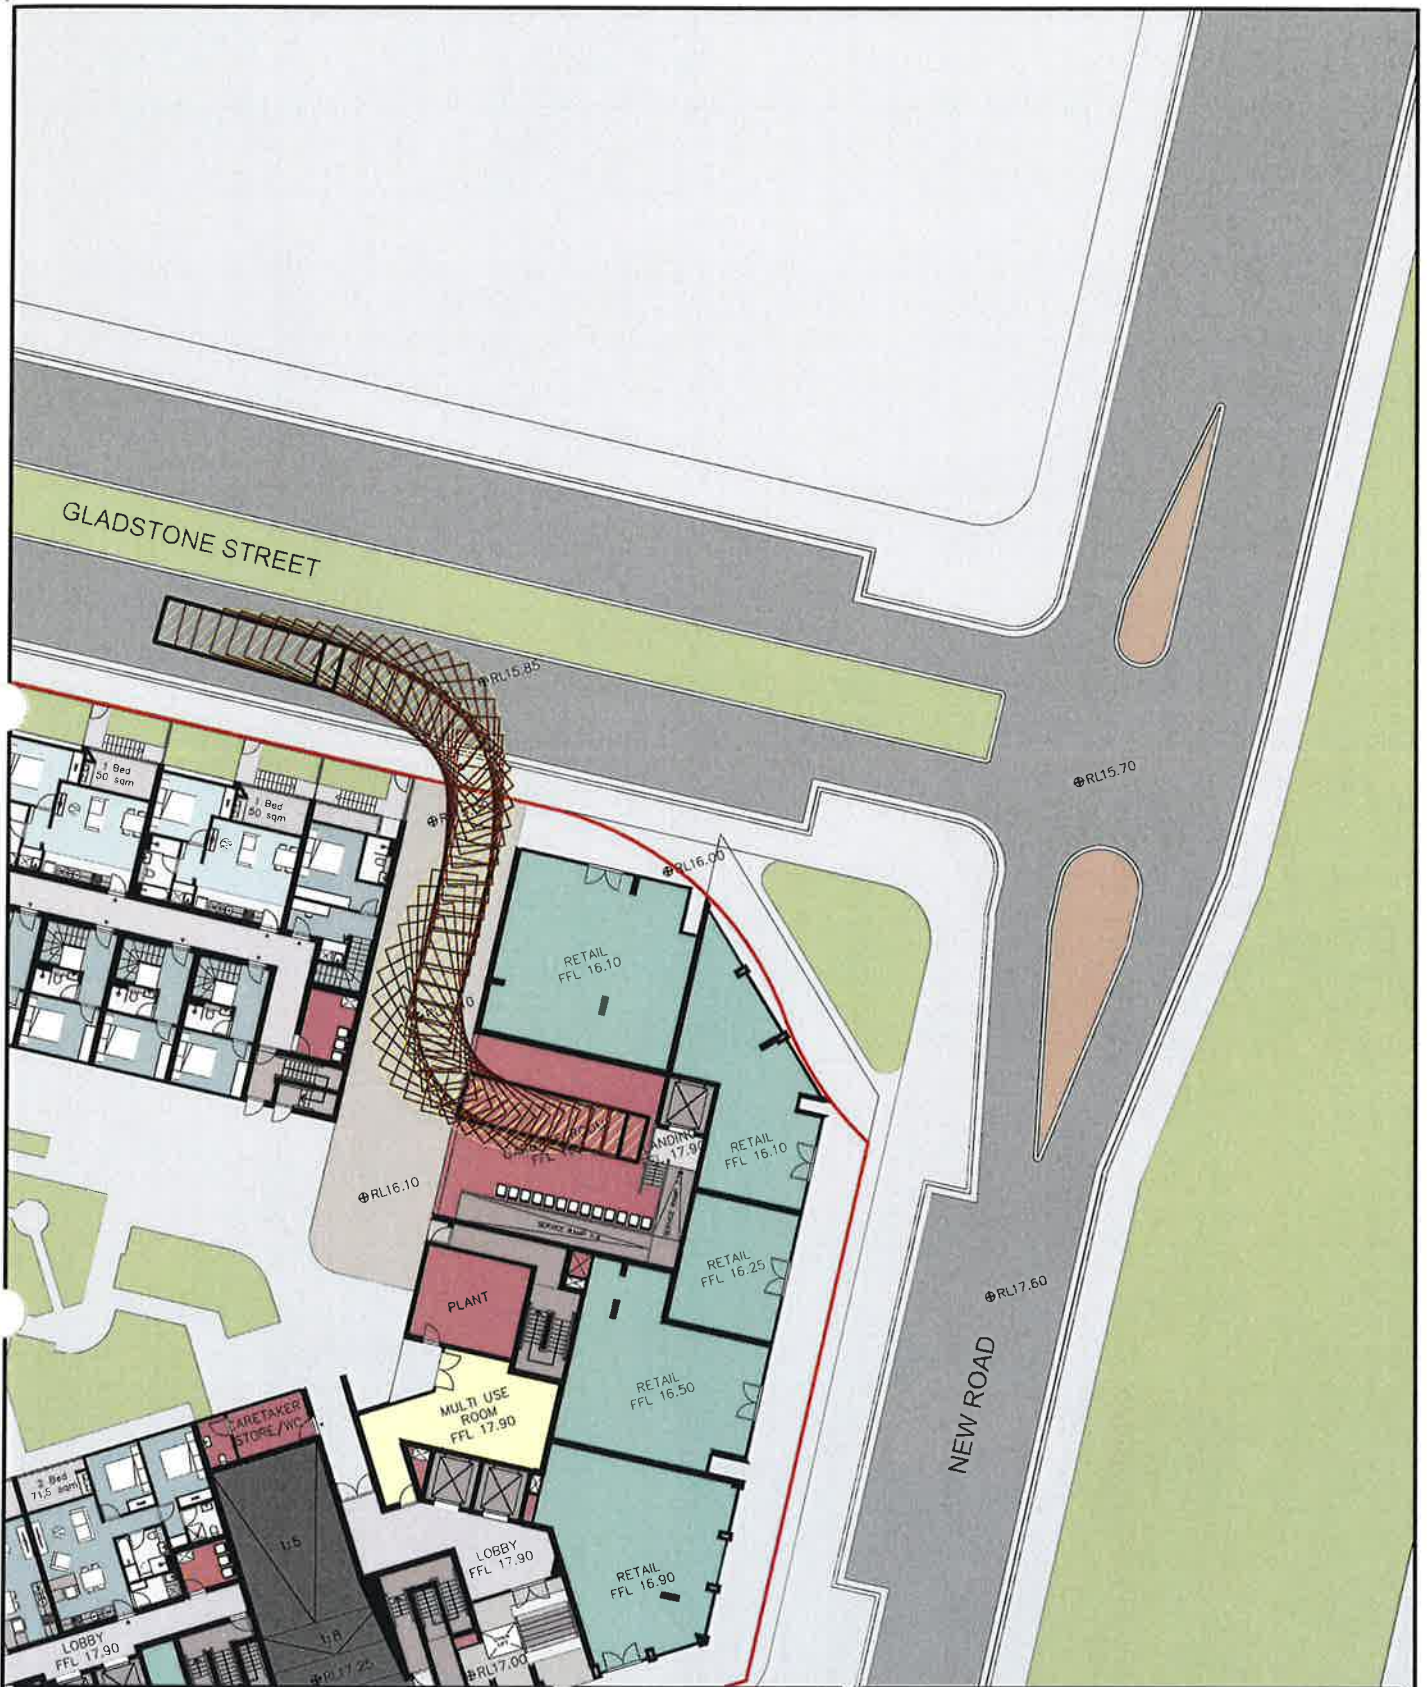 GLADSTONE STREET
RL15.85
1 Bed
50 sqm
1 Bed
50 sqm
RL15.70
RL16.00
RETAIL
FFL 16.10
RETAIL
FFL 16.10
LANDING
17.90
RL16.10
RETAIL
FFL 16.25
RL17.60
PLANT
NEW ROAD
RETAIL
FFL 16.50
MULTI USE
ROOM
FFL 17.90
CARETAKER
STORE/WC
2 Bed
71.5 sqm
1:5
LOBBY
FFL 17.90
RETAIL
FFL 16.90
1:8
LOBBY
FFL 17.90
RL17.25
RL17.00